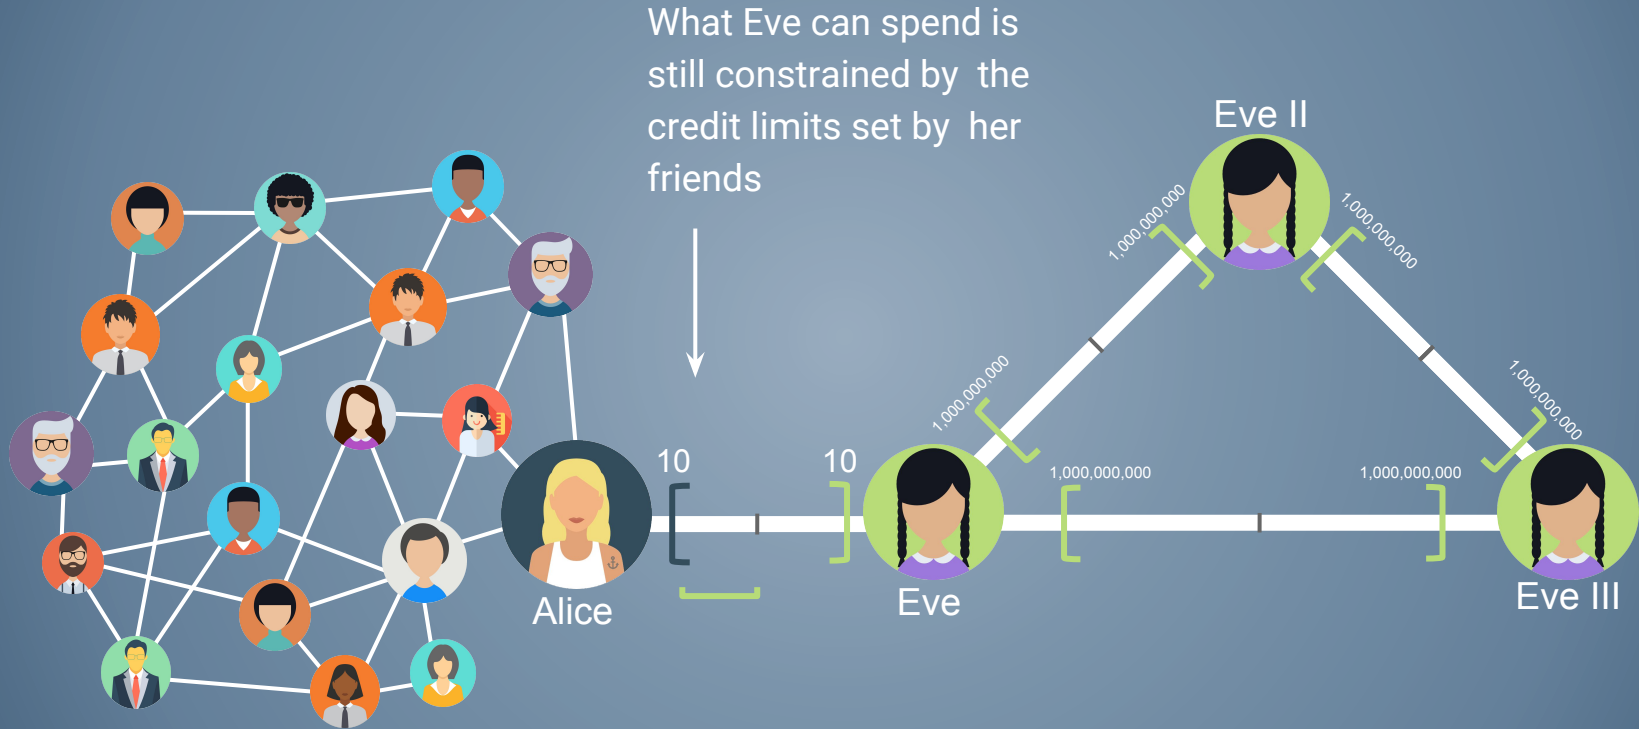 What Eve can spend is
still constrained by the
credit limits set by her
friends
Eve II
1,000,000,000
1,000,000,000
1,000,000,000
1,000,000,000
10
10
1,000,000,000
1,000,000,000
Alice
Eve
Eve III